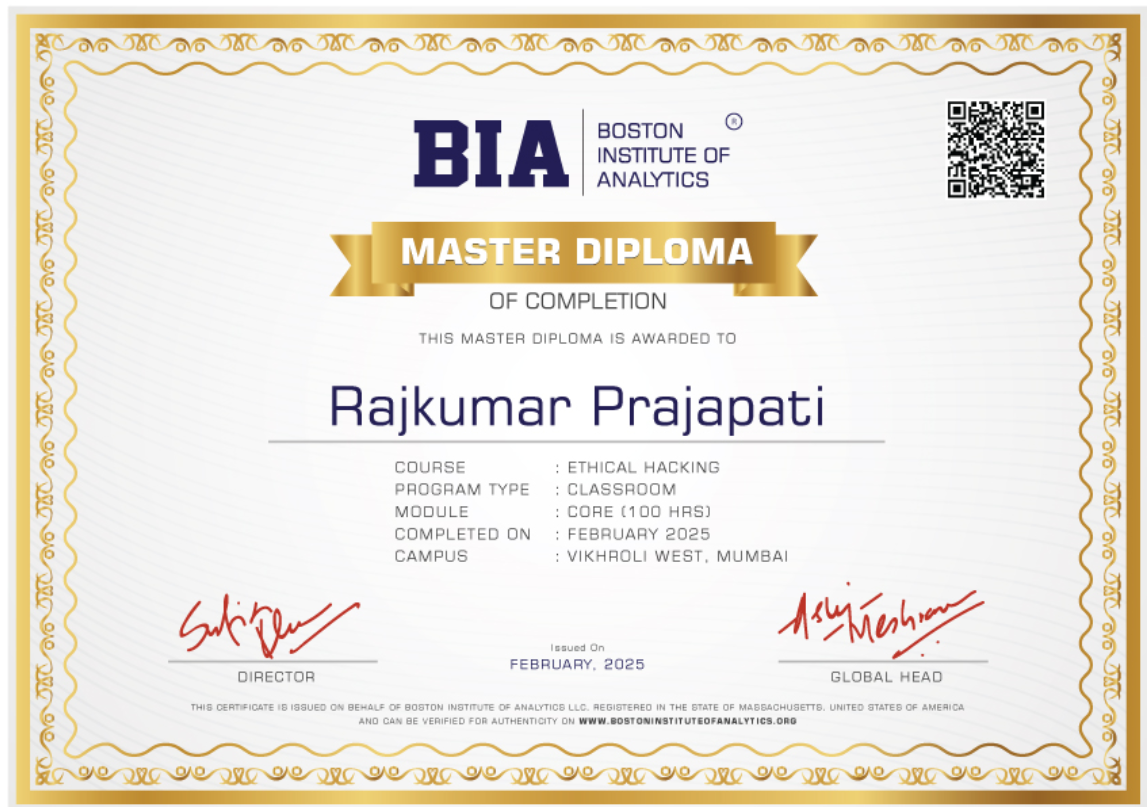 BIA
BOSTON
INSTITUTE OF
ANALYTICS
®
MASTER DIPLOMA
OF COMPLETION
THIS MASTER DIPLOMA IS AWARDED TO
Rajkumar Prajapati
COURSE : ETHICAL HACKING
PROGRAM TYPE : CLASSROOM
MODULE : CORE (100 HRS)
COMPLETED ON : FEBRUARY 2025
CAMPUS : VIKHROLI WEST, MUMBAI
DIRECTOR
Issued On
FEBRUARY, 2025
GLOBAL HEAD
THIS CERTIFICATE IS ISSUED ON BEHALF OF BOSTON INSTITUTE OF ANALYTICS LLC. REGISTERED IN THE STATE OF MASSACHUSETTS. UNITED STATES OF AMERICA
AND CAN BE VERIFIED FOR AUTHENTICITY ON WWW.BOSTONINSTITUTEOFANALYTICS.ORG